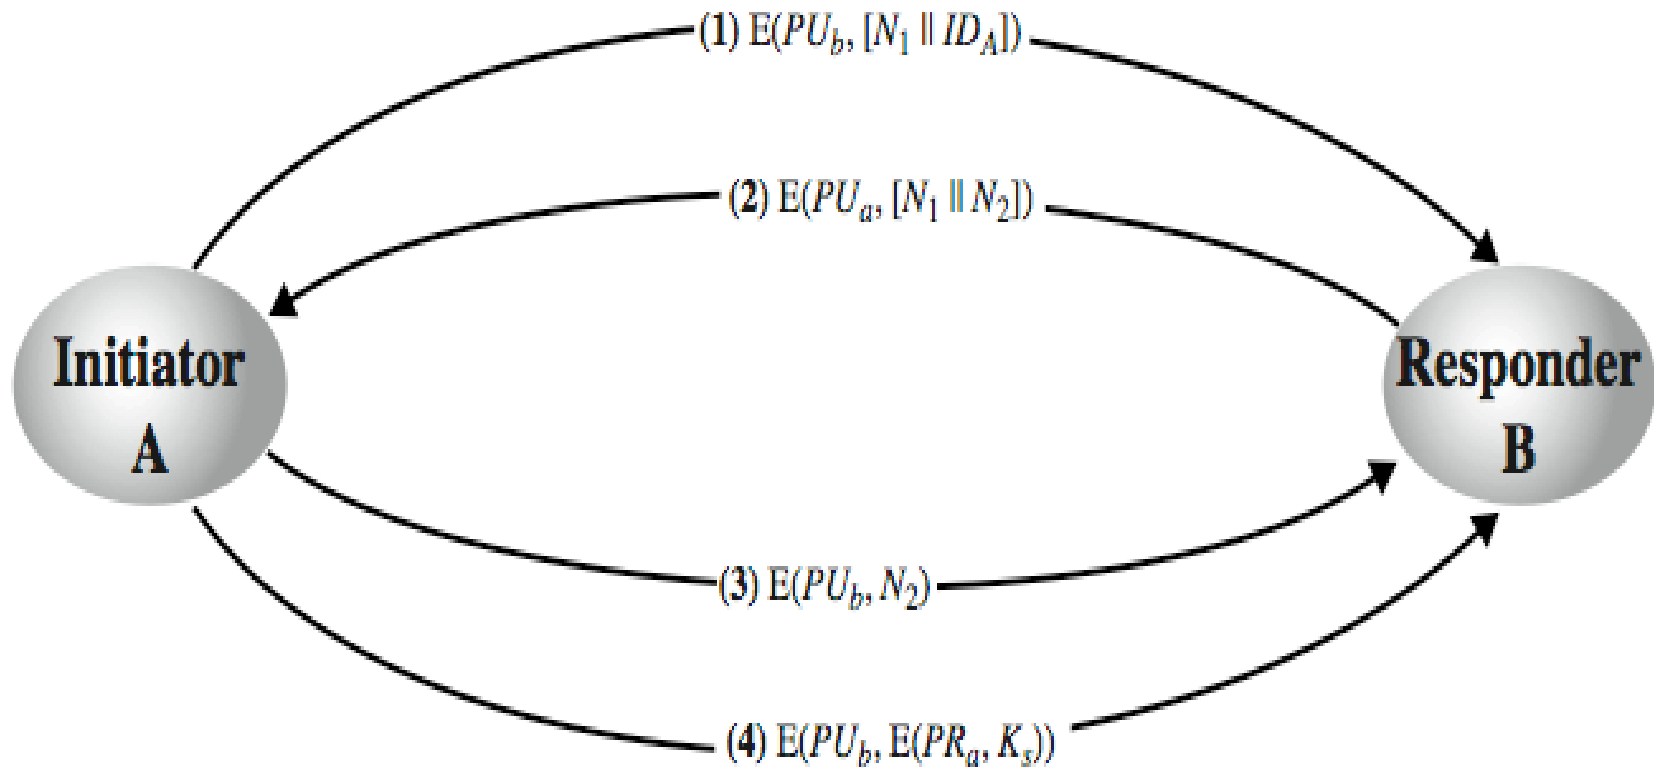 (1) E(PU_b, [N_1 || ID_A])
(2) E(PU_a, [N_1 || N_2])
Initiator
A
Responder
B
(3) E(PU_b, N_2)
(4) E(PU_b, E(PR_a, K_s))